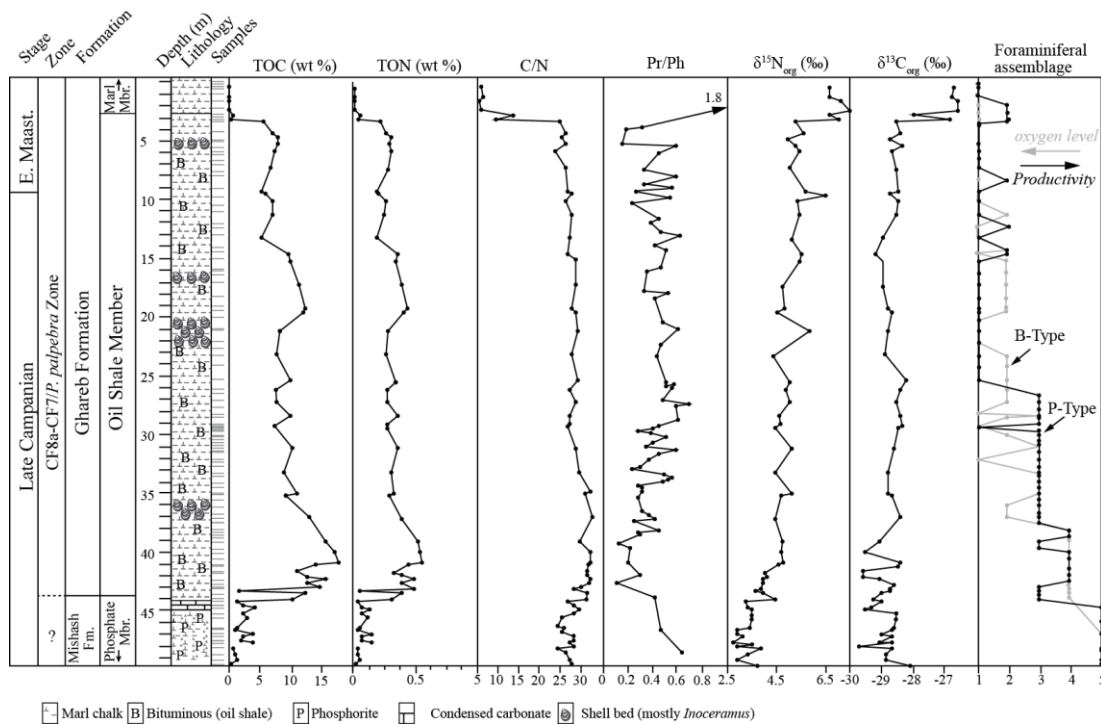 Stage
Zone
Formation
Depth (m)
Lithology
Samples
TOC (wt %)
TON (wt %)
C/N
Pr/Ph
δ15Norg (‰)
δ13Corg (‰)
Foraminiferal
assemblage
E. Maast.
Late Campanian
CF8a-CF7//P. palpebra Zone
?
Ghareb Formation
Mishash
Fm.
Marl
Mbr.
Oil Shale Member
Phosphate
Mbr.
5
10
15
20
25
30
35
40
45
B B B B B B B B B B B B B B B B B B B B
P P P P
1.8
oxygen level
Productivity
B-Type
P-Type
0 5 10 15
0 0.5
5 10 15 20 25 30
0 0.2 0.4 0.6 0.8
2.5 4.5 6.5
-30 -29 -28 -27
1 2 3 4 5
Marl chalk B Bituminous (oil shale) P Phosphorite Condensed carbonate Shell bed (mostly Inoceramus)